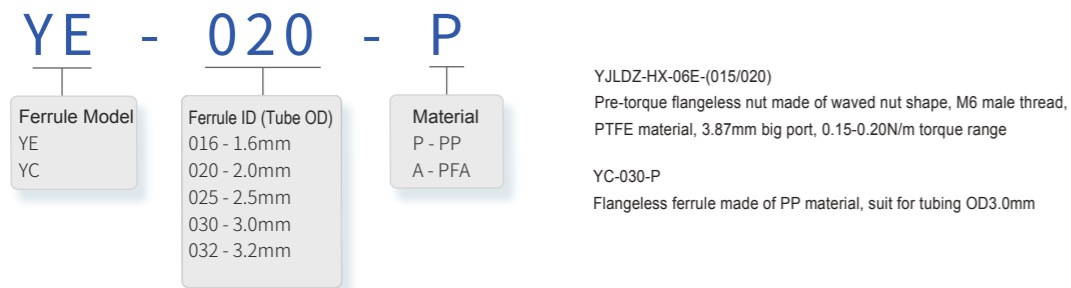 YE - 020 - P
Ferrule Model
YE
YC
Ferrule ID (Tube OD)
016 - 1.6mm
020 - 2.0mm
025 - 2.5mm
030 - 3.0mm
032 - 3.2mm
Material
P - PP
A - PFA
YJLDZ-HX-06E-(015/020)
Pre-torque flangeless nut made of waved nut shape, M6 male thread,
PTFE material, 3.87mm big port, 0.15-0.20N/m torque range
YC-030-P
Flangeless ferrule made of PP material, suit for tubing OD3.0mm